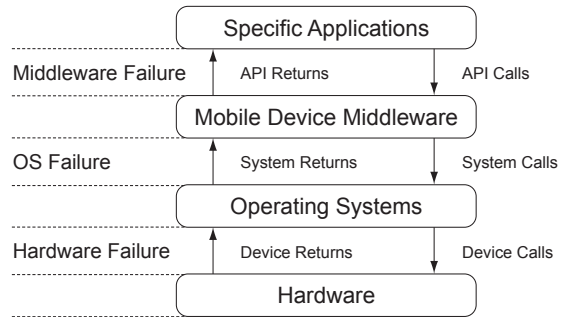 Specific Applications
Middleware Failure API Returns API Calls
Mobile Device Middleware
OS Failure System Returns System Calls
Operating Systems
Hardware Failure Device Returns Device Calls
Hardware